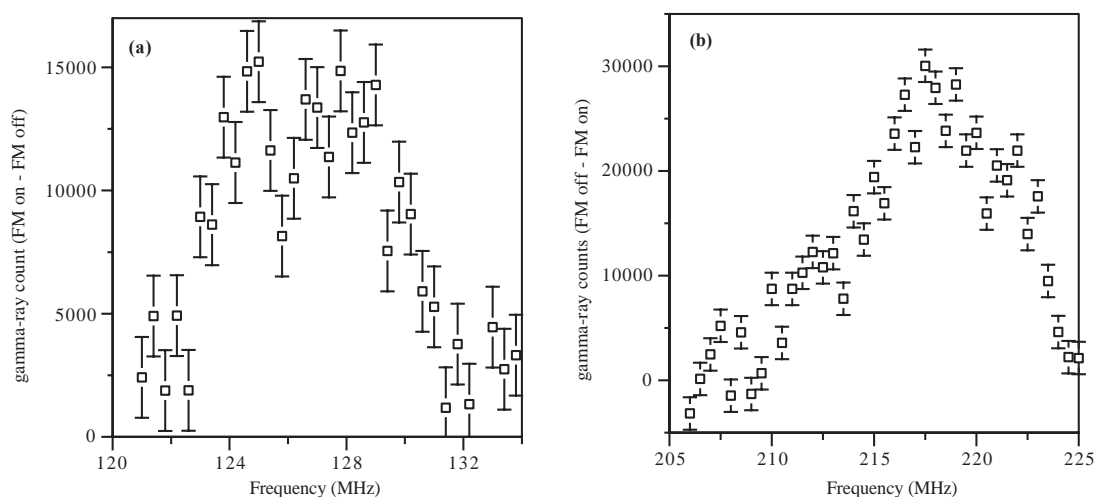 (a)
gamma-ray count (FM on - FM off)
15000
10000
5000
0
120
124
128
132
Frequency (MHz)
(b)
gamma-ray counts (FM off - FM on)
30000
20000
10000
0
205
210
215
220
225
Frequency (MHz)